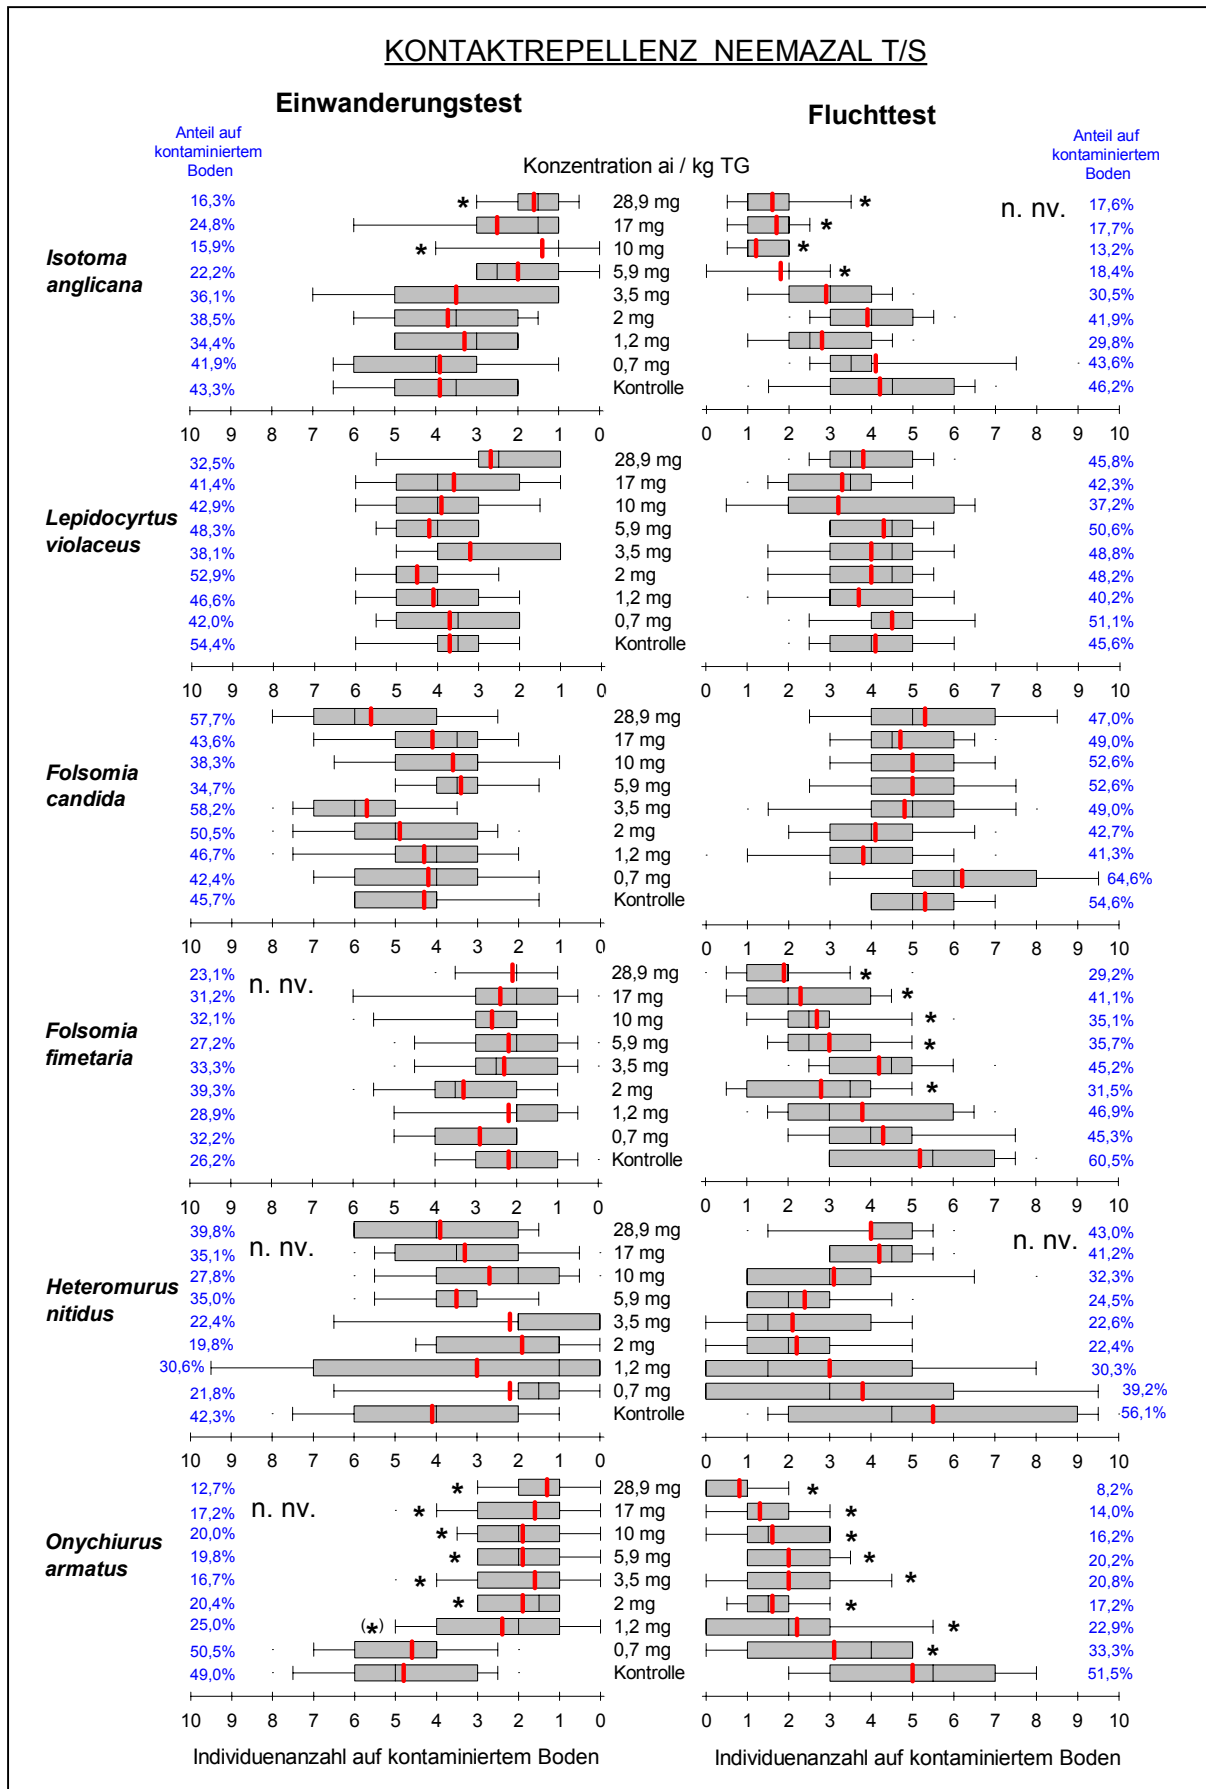 KONTAKTREPELLENZ NEEMAZAL T/S
Einwanderungstest
Fluchttest
Anteil auf
kontaminiertem
Boden
Anteil auf
kontaminiertem
Boden
Konzentration ai / kg TG
Isotoma
anglicana
16,3% * 28,9 mg * n. nv. 17,6%
24,8% 17 mg * 17,7%
15,9% * 10 mg * 13,2%
22,2% 5,9 mg * 18,4%
36,1% 3,5 mg 30,5%
38,5% 2 mg 41,9%
34,4% 1,2 mg 29,8%
41,9% 0,7 mg 43,6%
43,3% Kontrolle 46,2%
10 9 8 7 6 5 4 3 2 1 0 0 1 2 3 4 5 6 7 8 9 10
Lepidocyrtus
violaceus
32,5% 28,9 mg 45,8%
41,4% 17 mg 42,3%
42,9% 10 mg 37,2%
48,3% 5,9 mg 50,6%
38,1% 3,5 mg 48,8%
52,9% 2 mg 48,2%
46,6% 1,2 mg 40,2%
42,0% 0,7 mg 51,1%
54,4% Kontrolle 45,6%
10 9 8 7 6 5 4 3 2 1 0 0 1 2 3 4 5 6 7 8 9 10
Folsomia
candida
57,7% 28,9 mg 47,0%
43,6% 17 mg 49,0%
38,3% 10 mg 52,6%
34,7% 5,9 mg 52,6%
58,2% 3,5 mg 49,0%
50,5% 2 mg 42,7%
46,7% 1,2 mg 41,3%
42,4% 0,7 mg 64,6%
45,7% Kontrolle 54,6%
10 9 8 7 6 5 4 3 2 1 0 0 1 2 3 4 5 6 7 8 9 10
Folsomia
fimetaria
23,1% n. nv. 28,9 mg * 29,2%
31,2% 17 mg * 41,1%
32,1% 10 mg * 35,1%
27,2% 5,9 mg * 35,7%
33,3% 3,5 mg 45,2%
39,3% 2 mg * 31,5%
28,9% 1,2 mg 46,9%
32,2% 0,7 mg 45,3%
26,2% Kontrolle 60,5%
10 9 8 7 6 5 4 3 2 1 0 0 1 2 3 4 5 6 7 8 9 10
Heteromurus
nitidus
39,8% n. nv. 28,9 mg n. nv. 43,0%
35,1% 17 mg 41,2%
27,8% 10 mg 32,3%
35,0% 5,9 mg 24,5%
22,4% 3,5 mg 22,6%
19,8% 2 mg 22,4%
30,6% 1,2 mg 30,3%
21,8% 0,7 mg 39,2%
42,3% Kontrolle 56,1%
10 9 8 7 6 5 4 3 2 1 0 0 1 2 3 4 5 6 7 8 9 10
Onychiurus
armatus
12,7% * 28,9 mg * 8,2%
17,2% n. nv. * 17 mg * 14,0%
20,0% * 10 mg * 16,2%
19,8% * 5,9 mg * 20,2%
16,7% * 3,5 mg * 20,8%
20,4% * 2 mg * 17,2%
25,0% (*) 1,2 mg * 22,9%
50,5% 0,7 mg * 33,3%
49,0% Kontrolle 51,5%
10 9 8 7 6 5 4 3 2 1 0 0 1 2 3 4 5 6 7 8 9 10
Individuenanzahl auf kontaminiertem Boden
Individuenanzahl auf kontaminiertem Boden